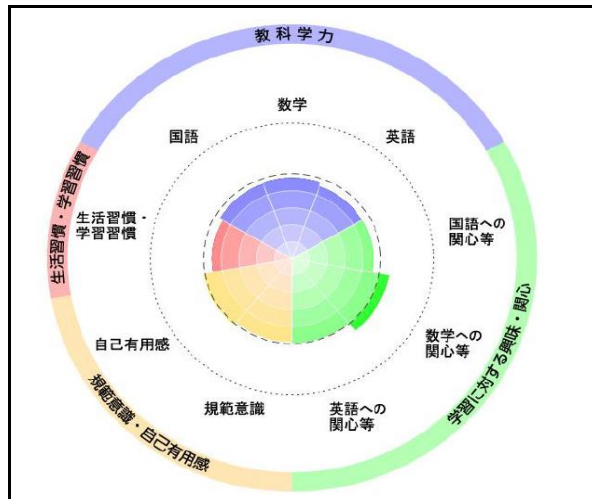 教科学力
数学
国語
英語
生活習慣・学習習慣
生活習慣・
学習習慣
国語への
関心等
自己有用感
数学への
関心等
規範意識
英語への
関心等
学習に対する興味・関心
規範意識・自己有用感